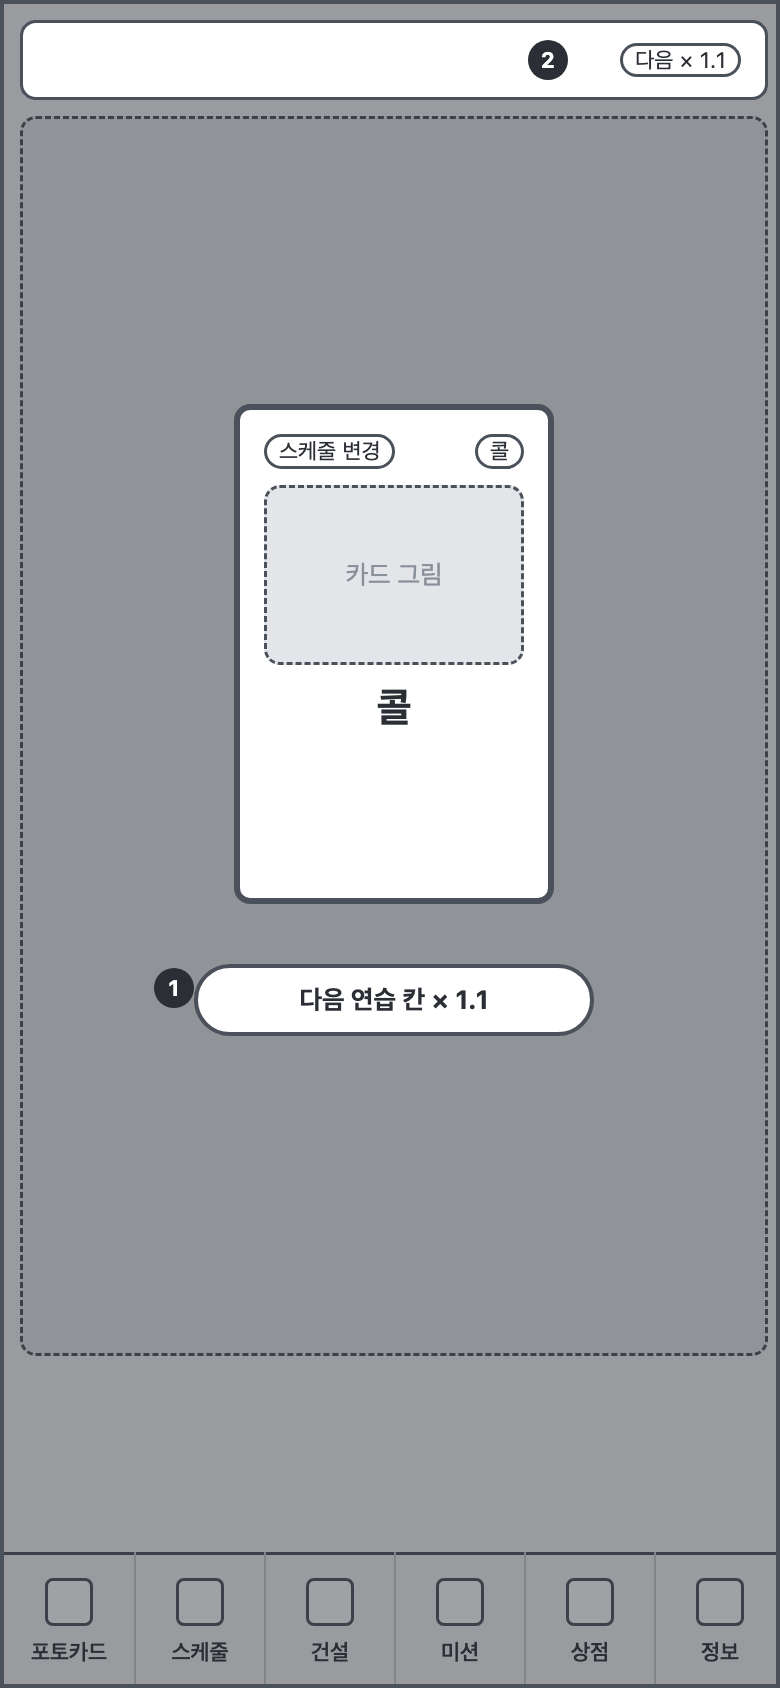 2 다음 × 1.1
스케줄 변경 콜
카드 그림
콜
1 다음 연습 칸 × 1.1
포토카드 스케줄 건설 미션 상점 정보